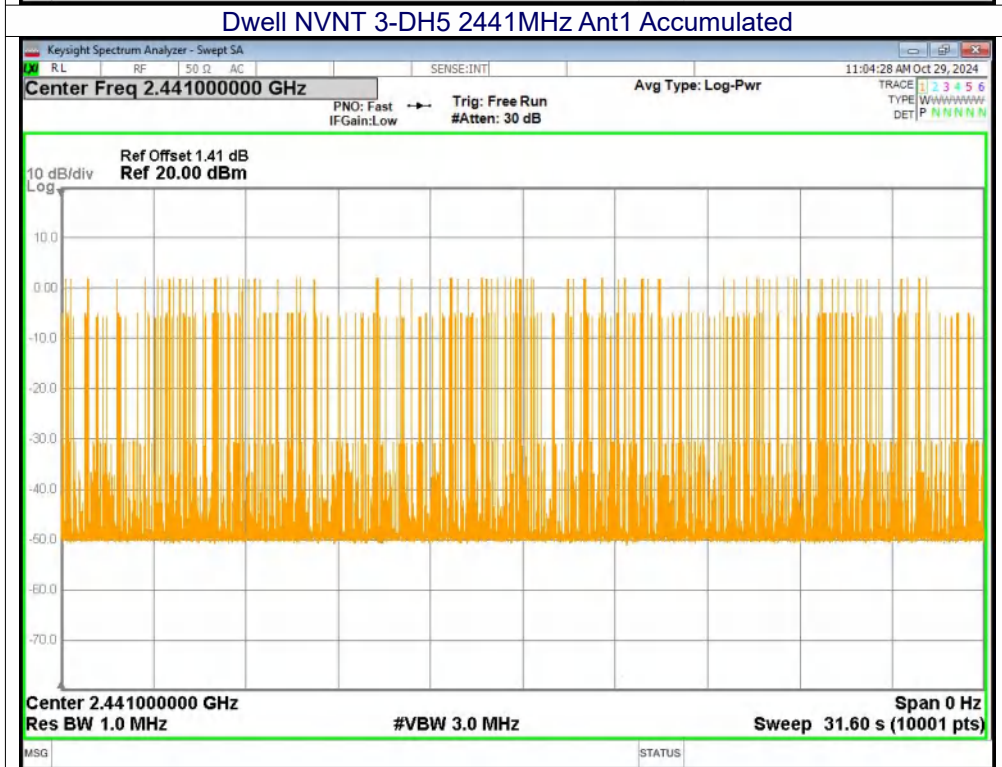 Dwell NVNT 3-DH5 2441MHz Ant1 Accumulated
Keysight Spectrum Analyzer - Swept SA
LXI RL RF 50 Ω AC SENSE:INT 11:04:28 AM Oct 29, 2024
Center Freq 2.441000000 GHz Avg Type: Log-Pwr TRACE 1 2 3 4 5 6
PNO: Fast Trig: Free Run TYPE WWWWWWW
IFGain:Low #Atten: 30 dB DET P N N N N N
Ref Offset 1.41 dB
10 dB/div Ref 20.00 dBm
Log
10.0
0.00
-10.0
-20.0
-30.0
-40.0
-50.0
-60.0
-70.0
Center 2.441000000 GHz Span 0 Hz
Res BW 1.0 MHz #VBW 3.0 MHz Sweep 31.60 s (10001 pts)
MSG STATUS